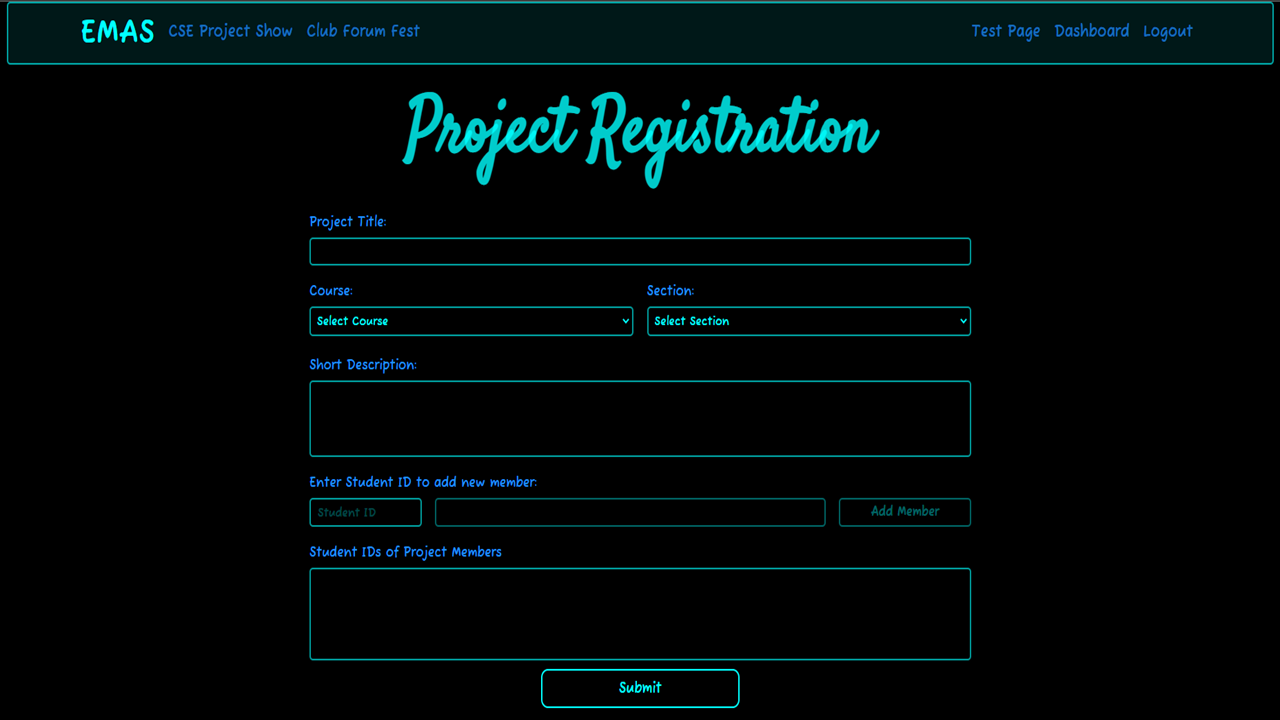 EMAS CSE Project Show Club Forum Fest Test Page Dashboard Logout
Project Registration
Project Title:
Course: Section:
Select Course Select Section
Short Description:
Enter Student ID to add new member:
Student ID Add Member
Student IDs of Project Members
Submit